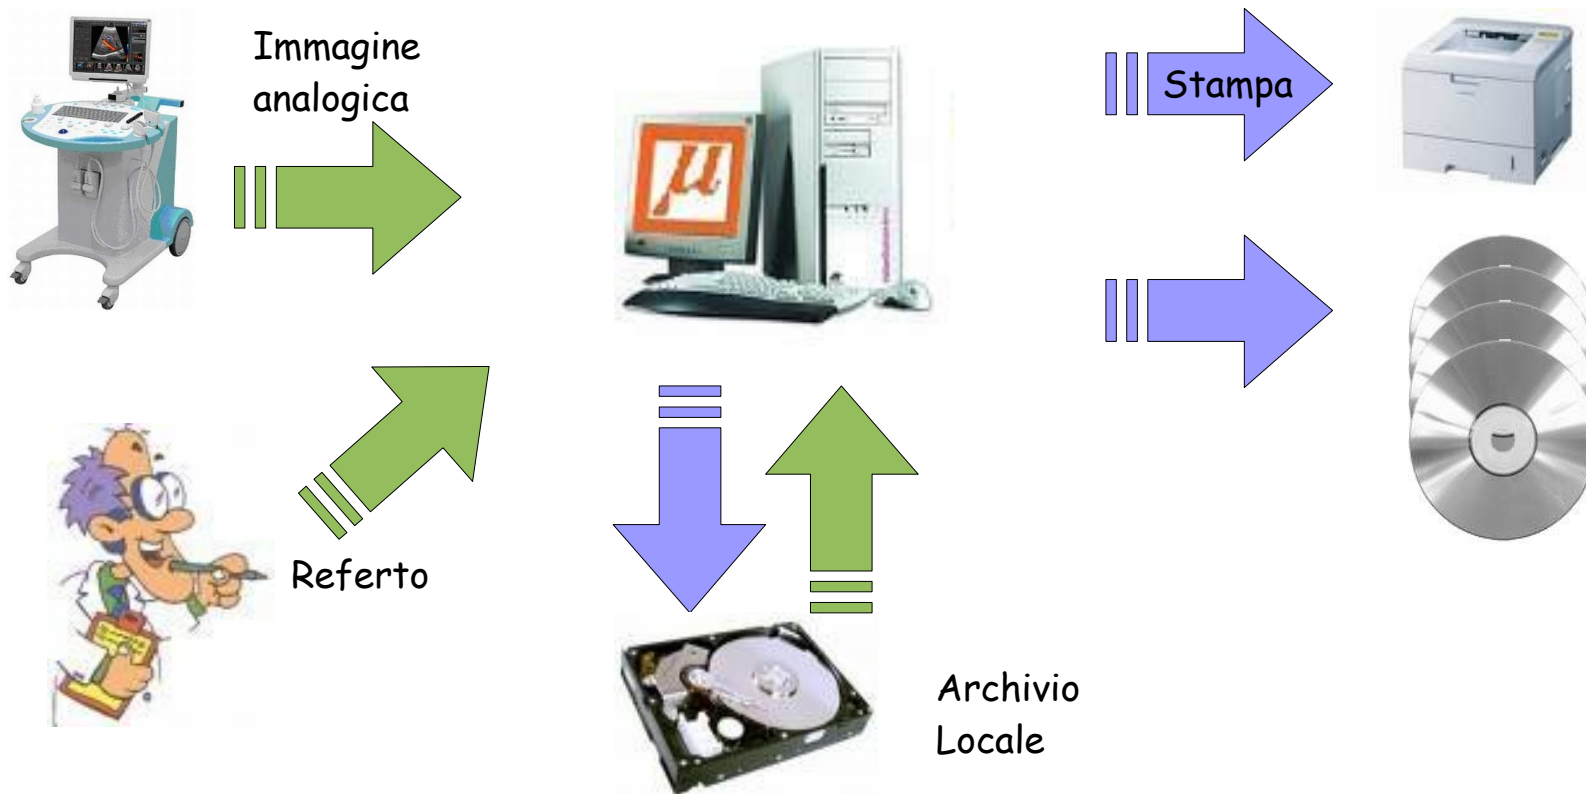 Immagine
analogica
Stampa
µ
Referto
Archivio
Locale